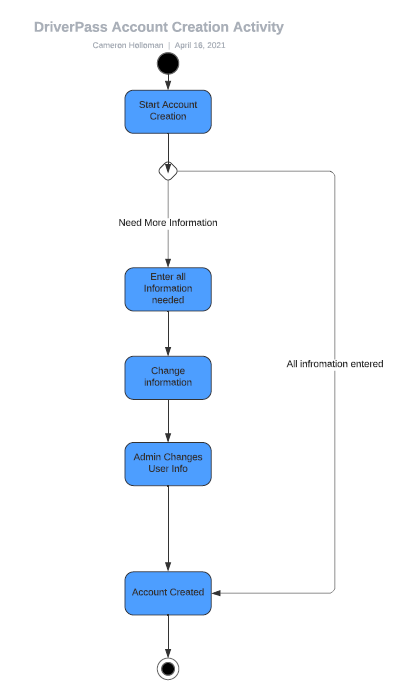 DriverPass Account Creation Activity
Cameron Holloman | April 16, 2021
Start Account
Creation
Need More Information
Enter all
Information
needed
Change
information
All infromation entered
Admin Changes
User Info
Account Created